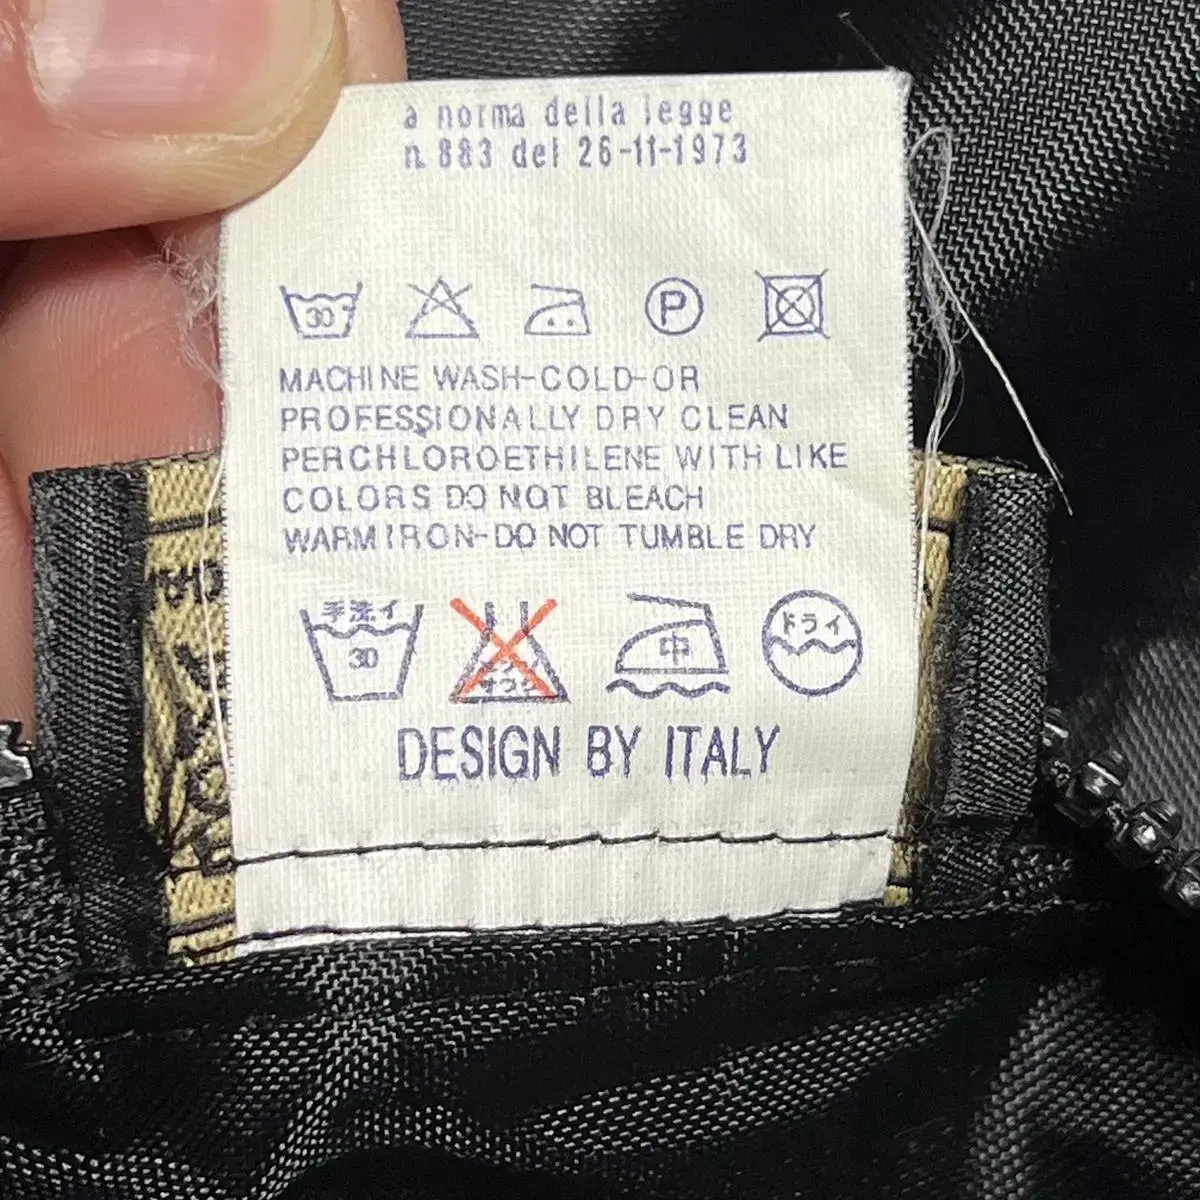 a norma della legge
n. 883 del 26-11-1973
30 P
MACHINE WASH-COLD-OR
PROFESSIONALLY DRY CLEAN
PERCHLOROETHILENE WITH LIKE
COLORS DO NOT BLEACH
WARM IRON-DO NOT TUMBLE DRY
手洗イ 中 ドライ
30
DESIGN BY ITALY